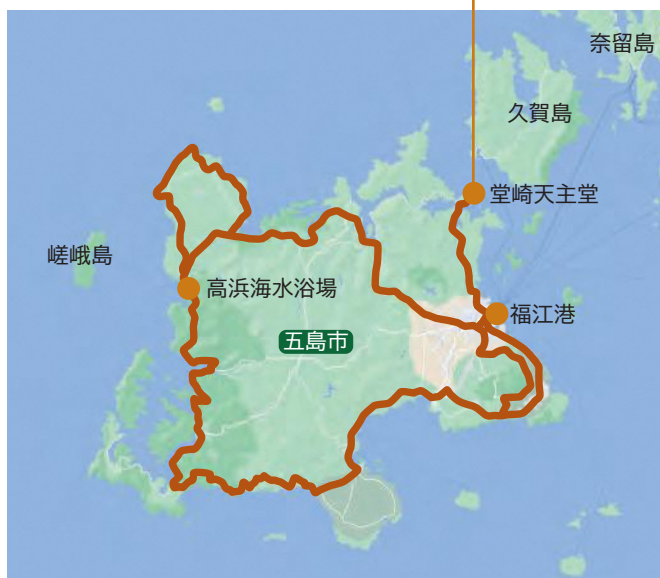 奈留島
久賀島
堂崎天主堂
嵯峨島
高浜海水浴場
福江港
五島市